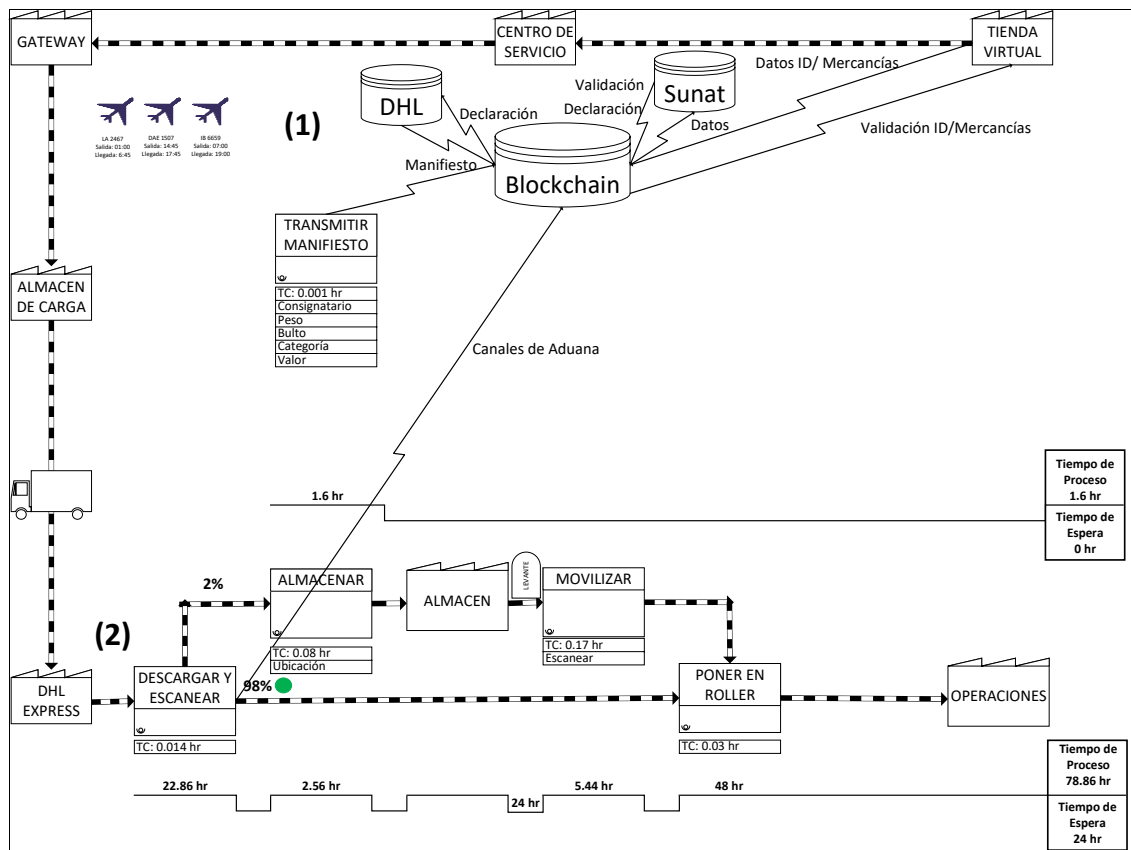 GATEWAY
CENTRO DE
SERVICIO
TIENDA
VIRTUAL
Datos ID/ Mercancías
Validación
Declaración
Sunat
DHL
Declaración
Datos
Validación ID/Mercancías
(1)
LA 2467
Salida: 01:00
Llegada: 6:45
DAE 1507
Salida: 14:45
Llegada: 17:45
IB 6659
Salida: 07:00
Llegada: 19:00
Manifiesto
Blockchain
TRANSMITIR
MANIFIESTO
TC: 0.001 hr
Consignatario
Peso
Bulto
Categoría
Valor
ALMACEN
DE CARGA
Canales de Aduana
1.6 hr
Tiempo de
Proceso
1.6 hr
Tiempo de
Espera
0 hr
2%
ALMACENAR
TC: 0.08 hr
Ubicación
ALMACEN
LEVANTE
MOVILIZAR
TC: 0.17 hr
Escanear
(2)
DHL
EXPRESS
DESCARGAR Y
ESCANEAR
TC: 0.014 hr
98%
PONER EN
ROLLER
TC: 0.03 hr
OPERACIONES
22.86 hr
2.56 hr
24 hr
5.44 hr
48 hr
Tiempo de
Proceso
78.86 hr
Tiempo de
Espera
24 hr